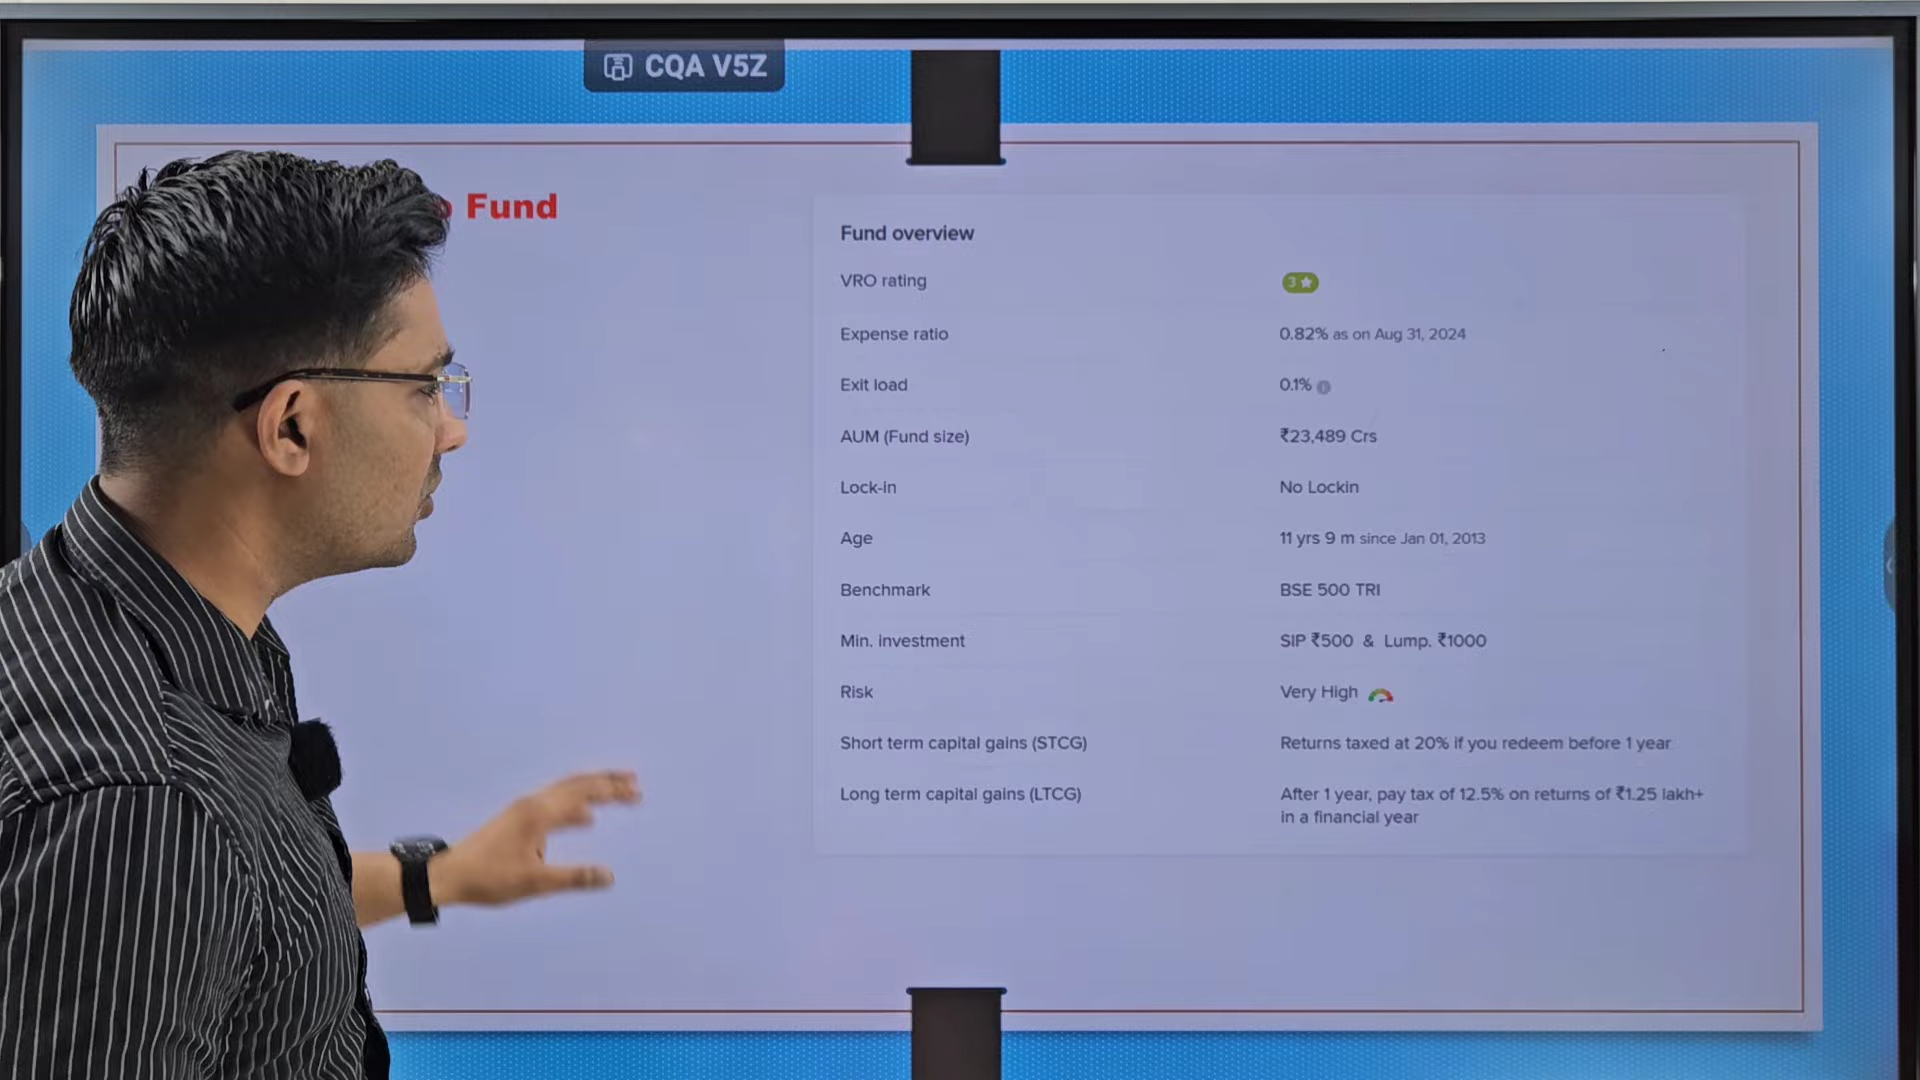 CQA V5Z
Fund
Fund overview
VRO rating 3
Expense ratio 0.82% as on Aug 31, 2024
Exit load 0.1%
AUM (Fund size) ₹23,489 Crs
Lock-in No Lockin
Age 11 yrs 9 m since Jan 01, 2013
Benchmark BSE 500 TRI
Min. investment SIP ₹500 & Lump. ₹1000
Risk Very High
Short term capital gains (STCG) Returns taxed at 20% if you redeem before 1 year
Long term capital gains (LTCG) After 1 year, pay tax of 12.5% on returns of ₹1.25 lakh+
in a financial year